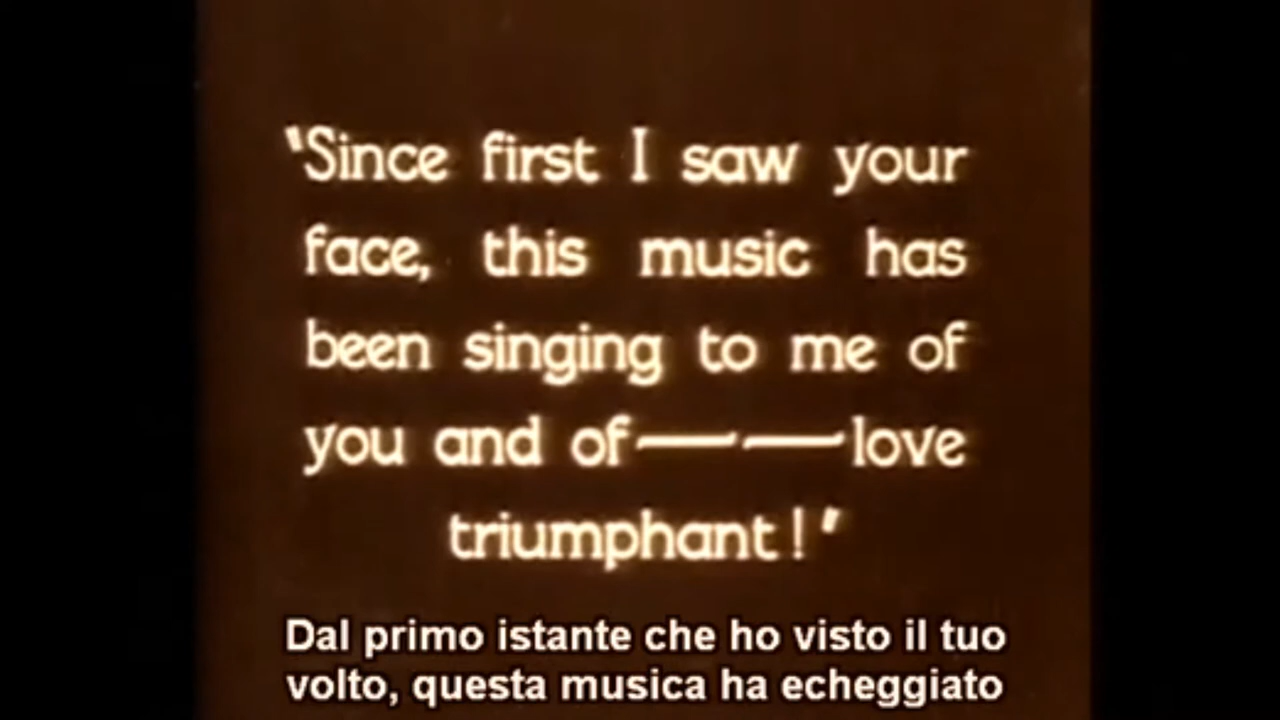 "Since first I saw your
face, this music has
been singing to me of
you and of——love
triumphant!"
Dal primo istante che ho visto il tuo
volto, questa musica ha echeggiato